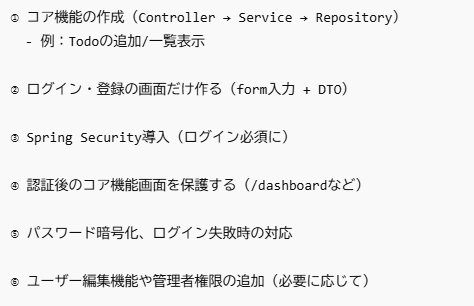 ① コア機能の作成（Controller → Service → Repository）
- 例：Todoの追加/一覧表示
② ログイン・登録の画面だけ作る（form入力 + DTO）
③ Spring Security導入（ログイン必須に）
④ 認証後のコア機能画面を保護する（/dashboardなど）
⑤ パスワード暗号化、ログイン失敗時の対応
⑥ ユーザー編集機能や管理者権限の追加（必要に応じて）